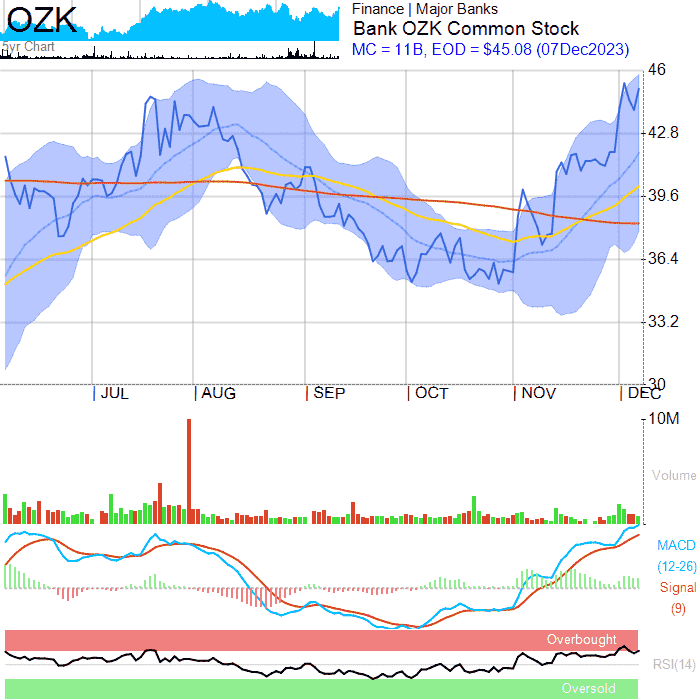 OZK
5yr Chart
Finance | Major Banks
Bank OZK Common Stock
MC = 11B, EOD = $45.08 (07Dec2023)
46
42.8
39.6
36.4
33.2
30
JUL AUG SEP OCT NOV DEC
10M
Volume
MACD
(12-26)
Signal
(9)
Overbought
RSI(14)
Oversold